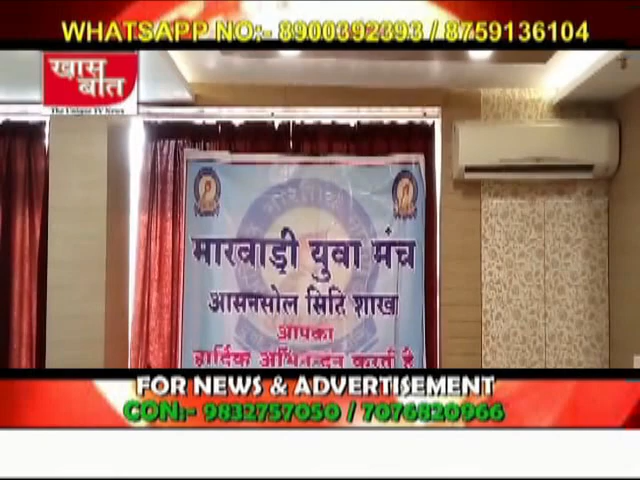 WHATSAPP NO:- 8900392393 / 8759136104
खास
बात
The Unique TV News
मारवाड़ी युवा मंच
आसनसोल सिटि शाख
आपका
हार्दिक अभिनन्दन करती है
FOR NEWS & ADVERTISEMENT
CON:- 9832757050 / 7076820966